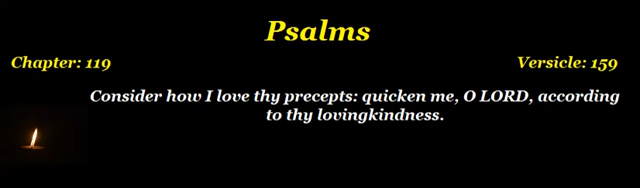 Psalms
Chapter: 119 Versicle: 159
Consider how I love thy precepts: quicken me, O LORD, according
to thy lovingkindness.